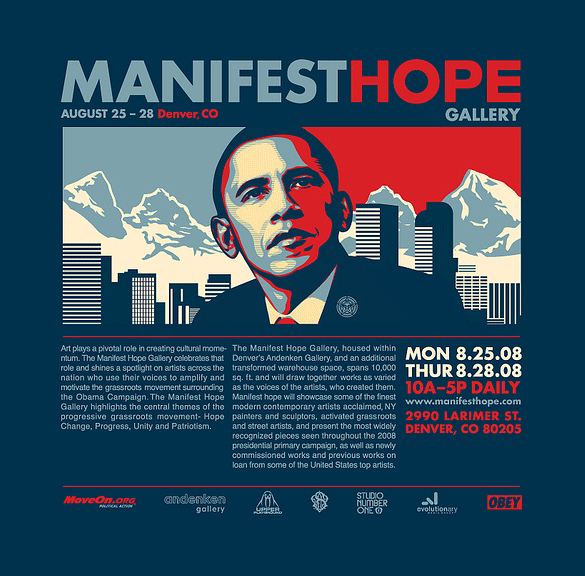 MANIFESTHOPE
AUGUST 25 – 28 Denver, CO
GALLERY
Art plays a pivotal role in creating cultural mome-
ntum. The Manifest Hope Gallery celebrates that
role and shines a spotlight on artists across the
nation who use their voices to amplify and
motivate the grassroots movement surrounding
the Obama Campaign. The Manifest Hope
Gallery highlights the central themes of the
progressive grassroots movement- Hope
Change, Progress, Unity and Patriotism.
The Manifest Hope Gallery, housed within
Denver's Andenken Gallery, and an additional
transformed warehouse space, spans 10,000
sq. ft. and will draw together works as varied
as the voices of the artists, who created them.
Manifest hope will showcase some of the finest
modern contemporary artists acclaimed, NY
painters and sculptors, activated grassroots
and street artists, and present the most widely
recognized pieces seen throughout the 2008
presidential primary campaign, as well as newly
commissioned works and previous works on
loan from some of the United States top artists.
MON 8.25.08
THUR 8.28.08
10A–5P DAILY
www.manifesthope.com
2990 LARIMER ST.
DENVER, CO 80205
MoveOn.ORG
POLITICAL ACTION
andenken
gallery
UPPER
PLAYGROUND
STUDIO
NUMBER
ONE
evolutionary
OBEY